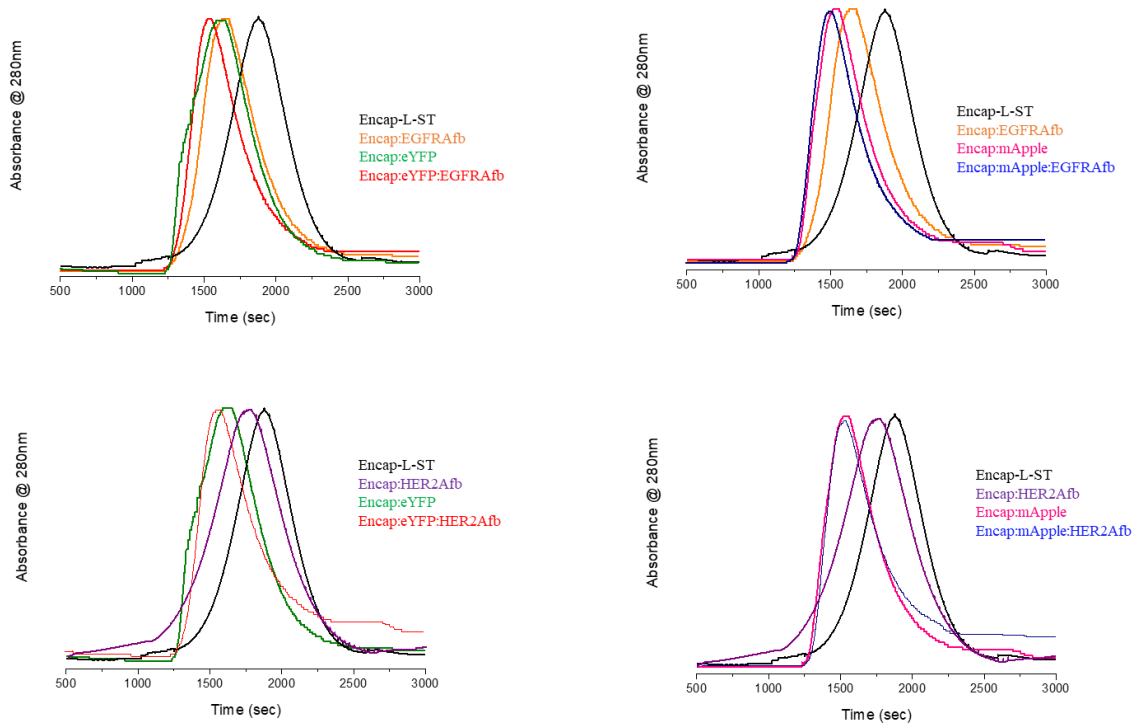 Absorbance @ 280nm
Encap-L-ST
Encap:EGFRAfb
Encap:eYFP
Encap:eYFP:EGFRAfb
500 1000 1500 2000 2500 3000
Time (sec)
Absorbance @ 280nm
Encap-L-ST
Encap:EGFRAfb
Encap:mApple
Encap:mApple:EGFRAfb
500 1000 1500 2000 2500 3000
Time (sec)
Absorbance @ 280nm
Encap-L-ST
Encap:HER2Afb
Encap:eYFP
Encap:eYFP:HER2Afb
500 1000 1500 2000 2500 3000
Time (sec)
Absorbance @ 280nm
Encap-L-ST
Encap:HER2Afb
Encap:mApple
Encap:mApple:HER2Afb
500 1000 1500 2000 2500 3000
Time (sec)